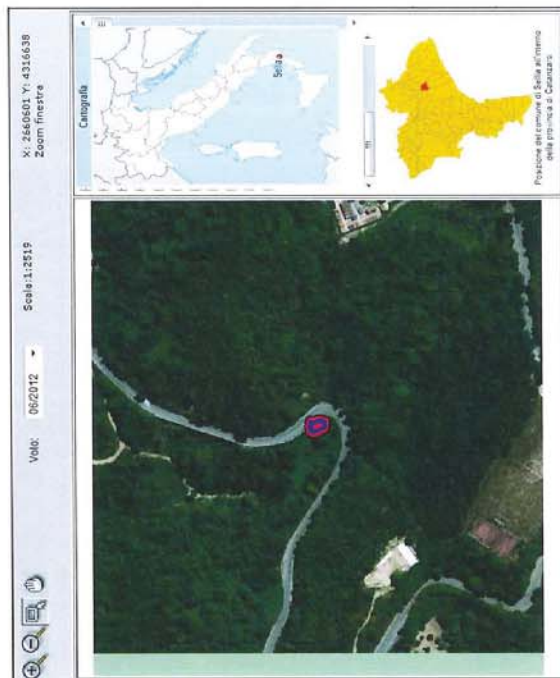 Volo: 06/2012
Scala:1:2519
X: 2660601 Y: 4316638
Zoom finestra
Cartografia
Sellia
Posizione del comune di Sellia all'interno
della provincia di Catanzaro